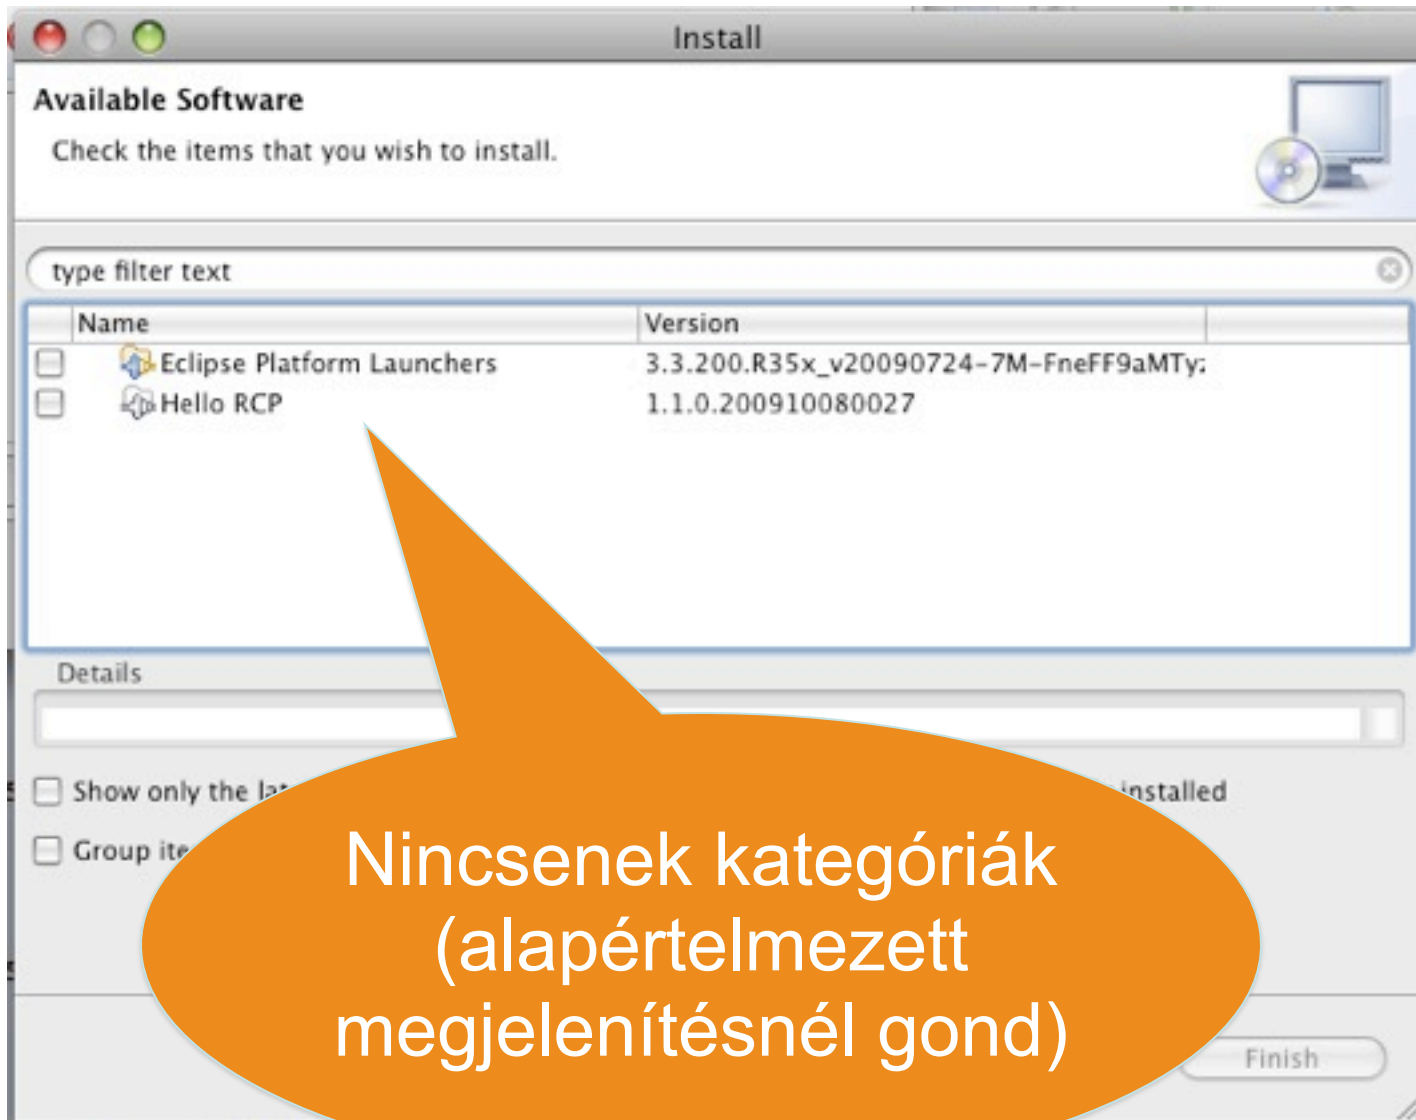 Install
Available Software
Check the items that you wish to install.
type filter text
Name Version
Eclipse Platform Launchers 3.3.200.R35x_v20090724-7M-FneFF9aMTy
Hello RCP 1.1.0.200910080027
Details
Show only the installed
Group
Nincsenek kategóriák
(alapértelmezett
megjelenítésnél gond)
Finish